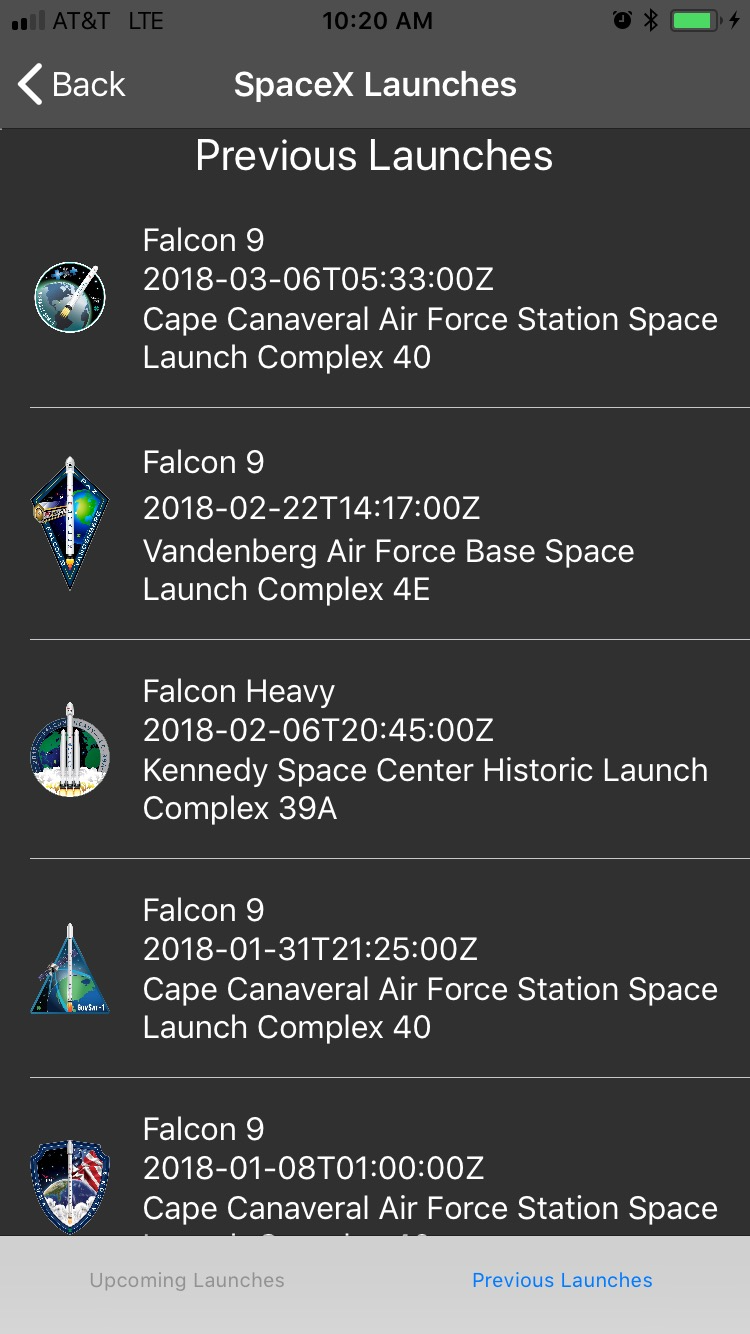 AT&T LTE
10:20 AM
Back
SpaceX Launches
Previous Launches
Falcon 9
2018-03-06T05:33:00Z
Cape Canaveral Air Force Station Space
Launch Complex 40
Falcon 9
2018-02-22T14:17:00Z
Vandenberg Air Force Base Space
Launch Complex 4E
Falcon Heavy
2018-02-06T20:45:00Z
Kennedy Space Center Historic Launch
Complex 39A
GovSat-1
Falcon 9
2018-01-31T21:25:00Z
Cape Canaveral Air Force Station Space
Launch Complex 40
Falcon 9
2018-01-08T01:00:00Z
Cape Canaveral Air Force Station Space
Upcoming Launches
Previous Launches